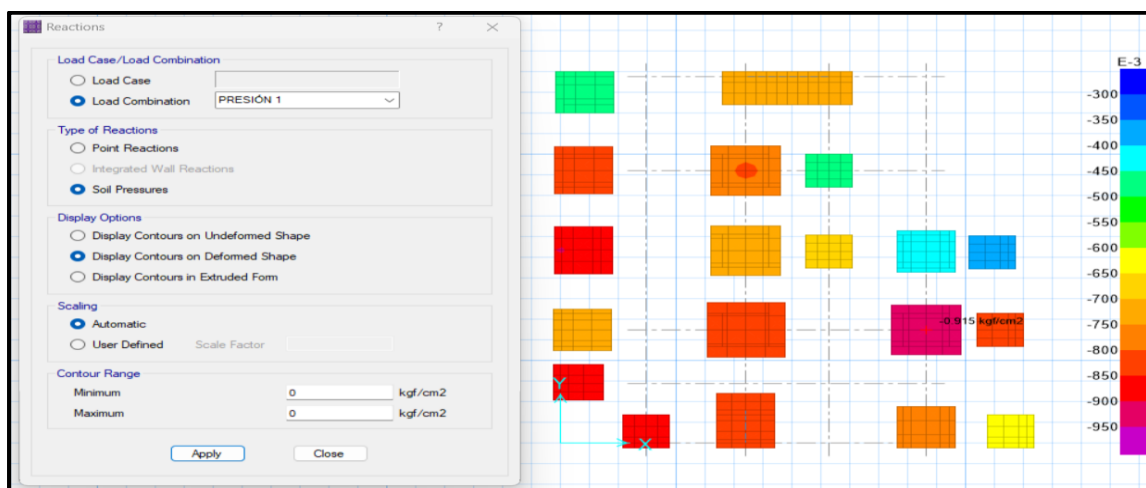 Reactions
? ×
Load Case/Load Combination
Load Case
Load Combination PRESIÓN 1
Type of Reactions
Point Reactions
Integrated Wall Reactions
Soil Pressures
Display Options
Display Contours on Undeformed Shape
Display Contours on Deformed Shape
Display Contours in Extruded Form
Scaling
Automatic
User Defined Scale Factor
Contour Range
Minimum 0 kgf/cm2
Maximum 0 kgf/cm2
Apply Close
-0.915 kgf/cm2
Y
X
E-3
-300
-350
-400
-450
-500
-550
-600
-650
-700
-750
-800
-850
-900
-950